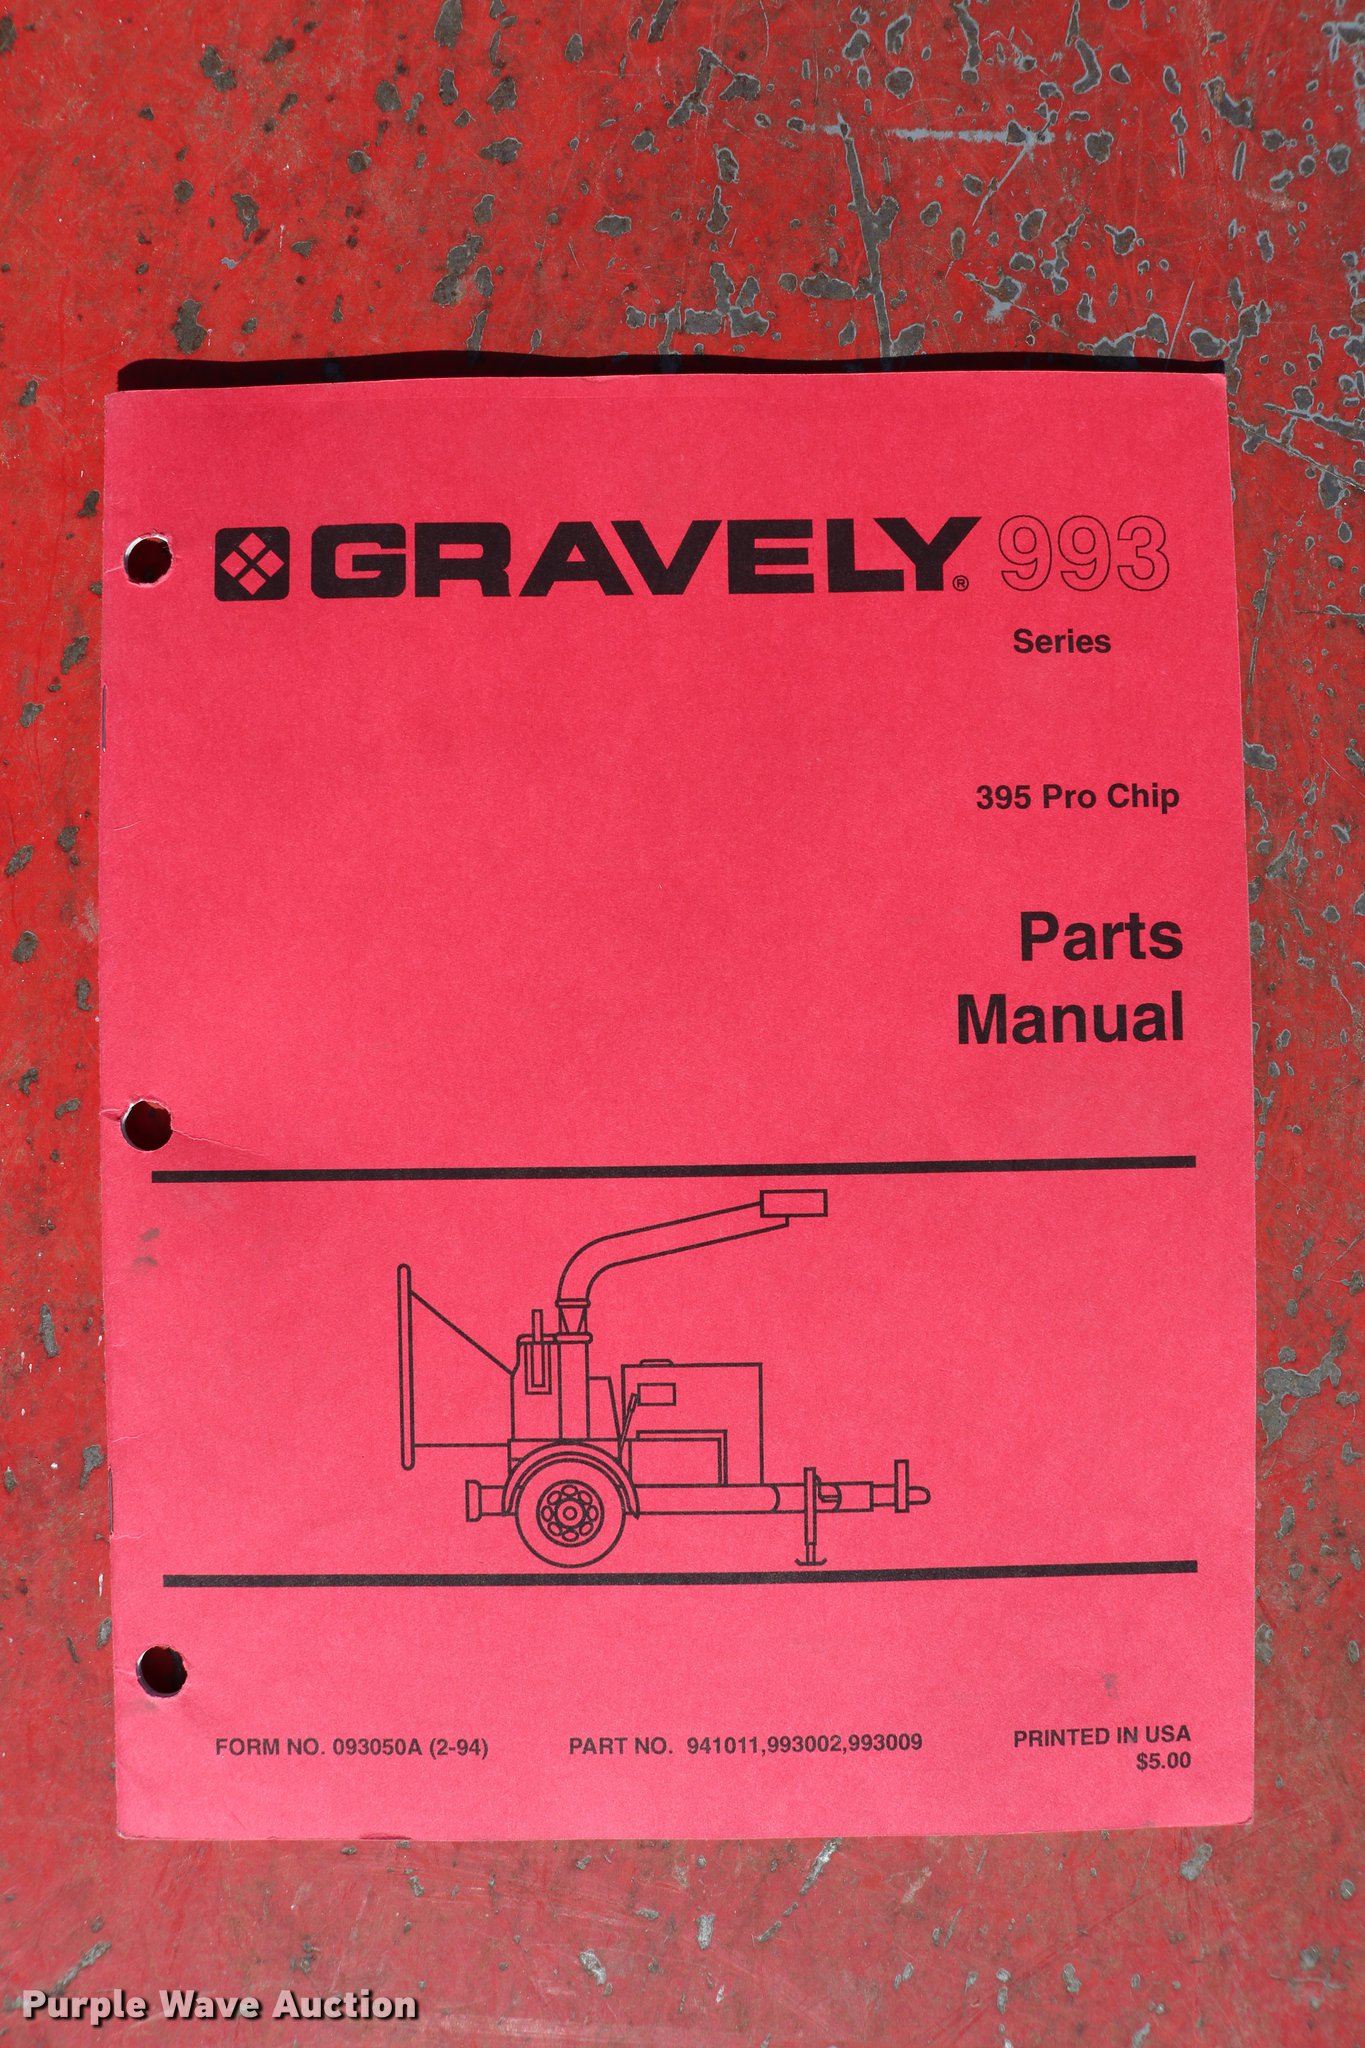 GRAVELY® 993
Series
395 Pro Chip
Parts
Manual
FORM NO. 093050A (2-94) PART NO. 941011,993002,993009 PRINTED IN USA
$5.00
Purple Wave Auction